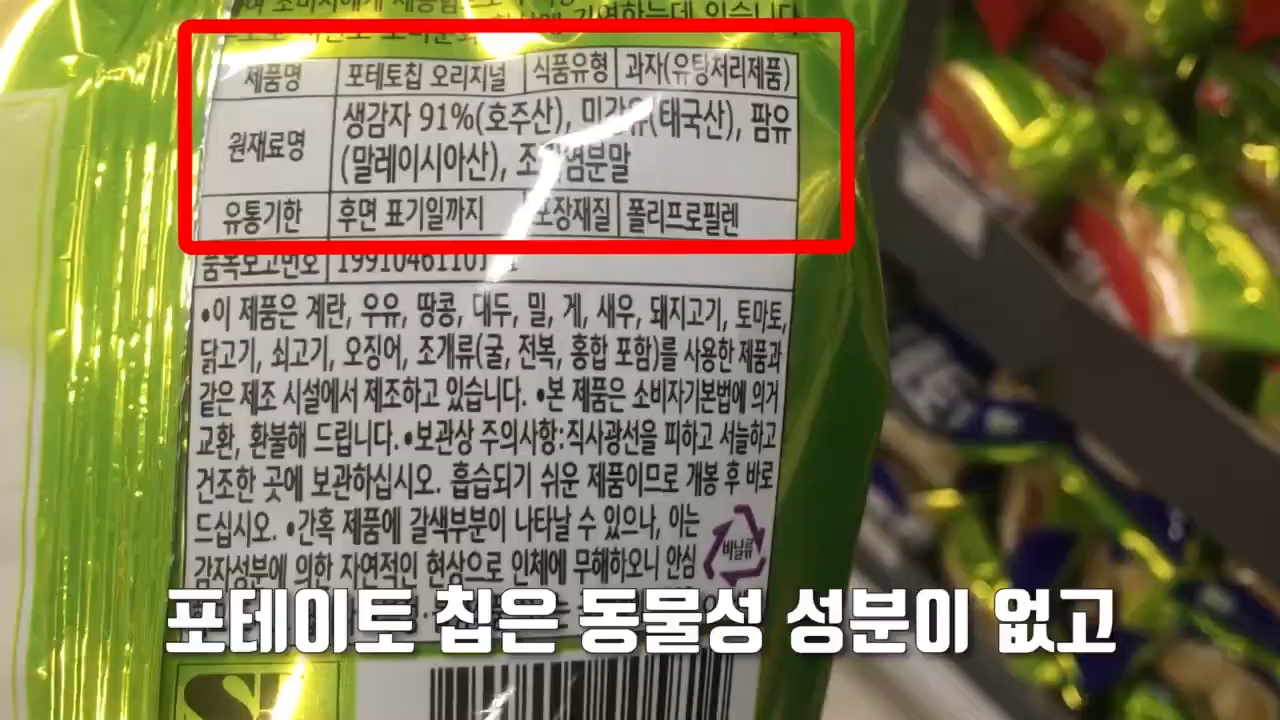 소비자에게
제품명 포테토칩 오리지널 식품유형 과자(유탕처리제품)
원재료명 생감자 91%(호주산), 미강유(태국산), 팜유
(말레이시아산), 조미염분말
유통기한 후면 표기일까지 포장재질 폴리프로필렌
품목보고번호
•이 제품은 계란, 우유, 땅콩, 대두, 밀, 게, 새우, 돼지고기, 토마토,
닭고기, 쇠고기, 오징어, 조개류(굴, 전복, 홍합 포함)를 사용한 제품과
같은 제조 시설에서 제조하고 있습니다. •본 제품은 소비자기본법에 의거
교환, 환불해 드립니다. •보관상 주의사항:직사광선을 피하고 서늘하고
건조한 곳에 보관하십시오. 흡습되기 쉬운 제품이므로 개봉 후 바로
드십시오. •간혹 제품에 갈색부분이 나타날 수 있으나, 이는
비닐류
감자성분에 의한 자연적인 현상으로 인체에 무해하오니 안심
포테이토 칩은 동물성 성분이 없고